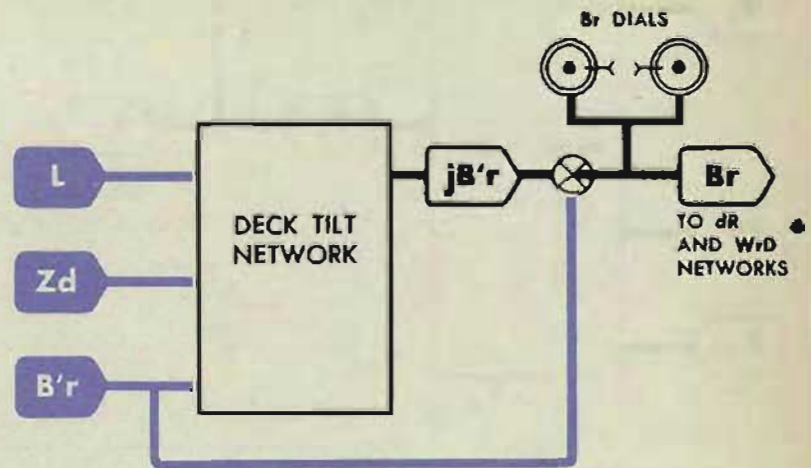 Br DIALS
L
Zd
B'r
DECK TILT
NETWORK
jB'r
Br
TO dR
AND WrD
NETWORKS